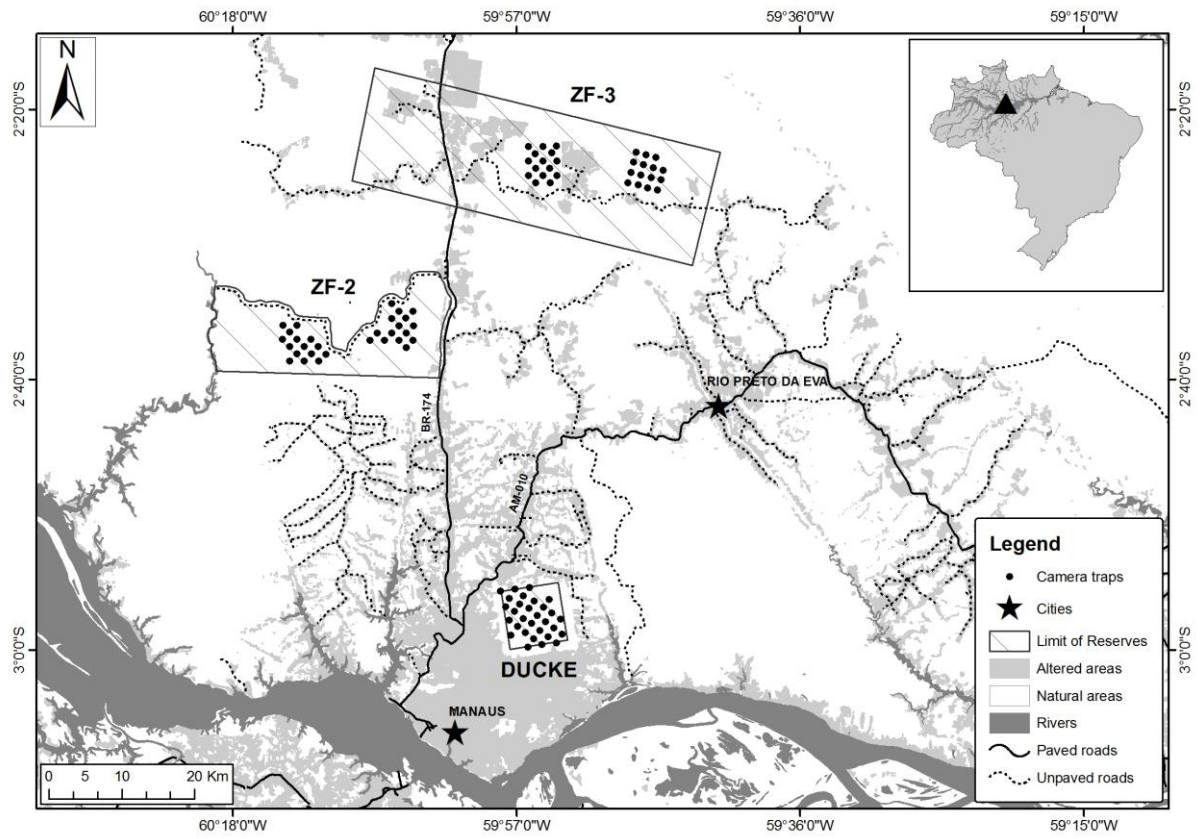 60°18'0"W
59°57'0"W
59°36'0"W
59°15'0"W
N
ZF-3
2°20'0"S
2°20'0"S
ZF-2
2°40'0"S
2°40'0"S
RIO PRETO DA EVA
BR-174
AM-010
Legend
Camera traps
Cities
Limit of Reserves
Altered areas
Natural areas
Rivers
Paved roads
Unpaved roads
3°0'0"S
3°0'0"S
DUCKE
MANAUS
0 5 10 20 Km
60°18'0"W
59°57'0"W
59°36'0"W
59°15'0"W